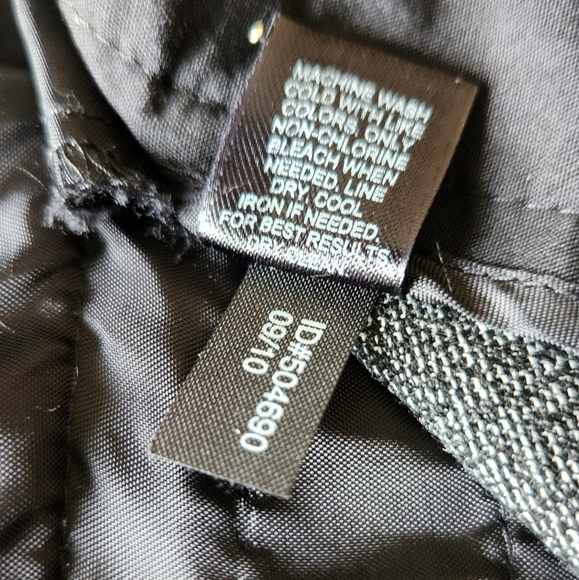 MACHINE WASH
COLD WITH LIKE
COLORS. ONLY
NON-CHLORINE
BLEACH WHEN
NEEDED. LINE
DRY. COOL
IRON IF NEEDED.
FOR BEST RESULTS
DRY CLEAN
ID#504690
09/10